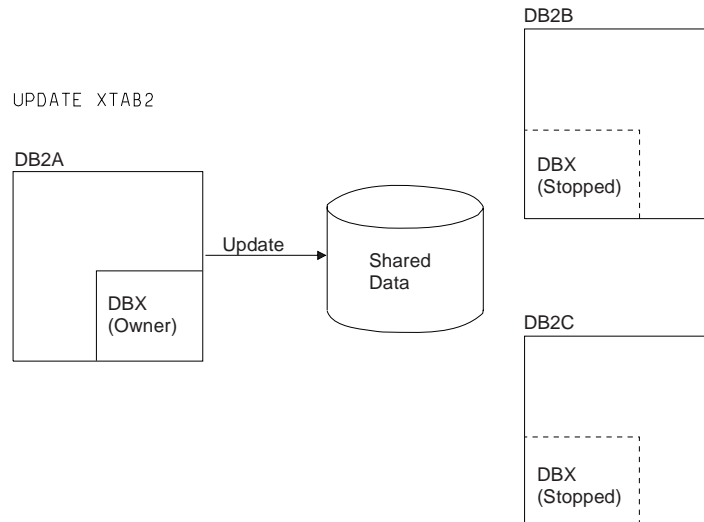 UPDATE XTAB2
DB2A
DBX
(Owner)
Update
Shared
Data
DB2B
DBX
(Stopped)
DB2C
DBX
(Stopped)